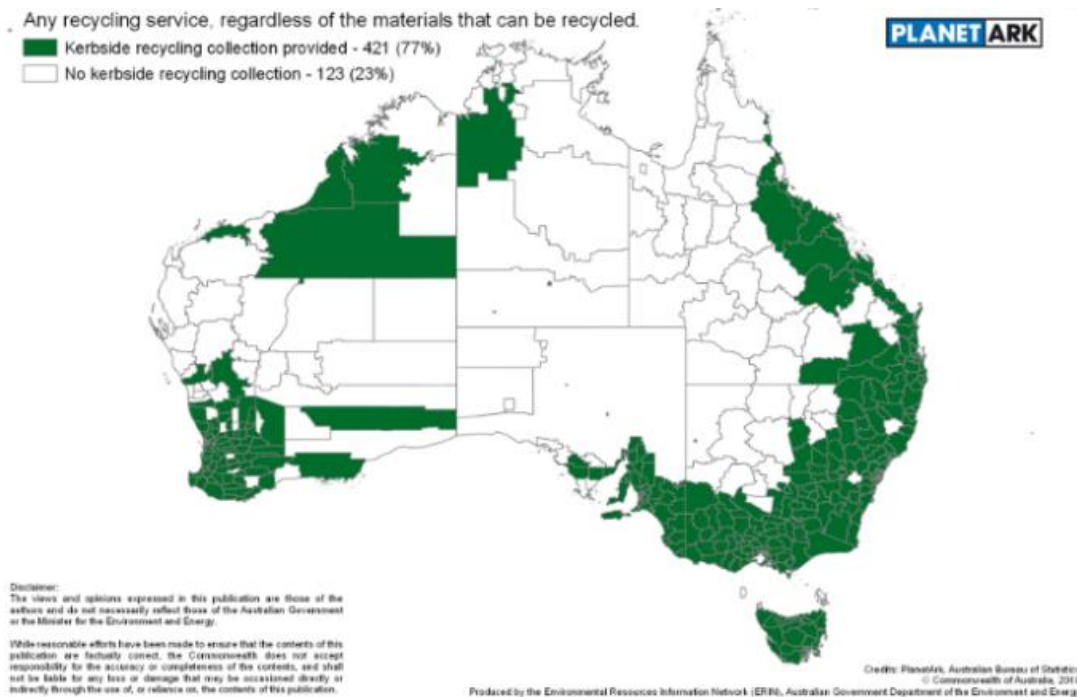 Any recycling service, regardless of the materials that can be recycled.
PLANET ARK
Kerbside recycling collection provided - 421 (77%)
No kerbside recycling collection - 123 (23%)
Disclaimer:
The views and opinions expressed in this publication are those of the
authors and do not necessarily reflect those of the Australian Government
or the Minister for the Environment and Energy.
While reasonable efforts have been made to ensure that the contents of this
publication are factually correct, the Commonwealth does not accept
responsibility for the accuracy or completeness of the contents, and shall
not be liable for any loss or damage that may be occasioned directly or
indirectly through the use of, or reliance on, the contents of this publication.
Credits: PlanetArk, Australian Bureau of Statistics
© Commonwealth of Australia,
Produced by the Environmental Resources Information Network (ERIN), Australian Government Department of the Environment and Energy